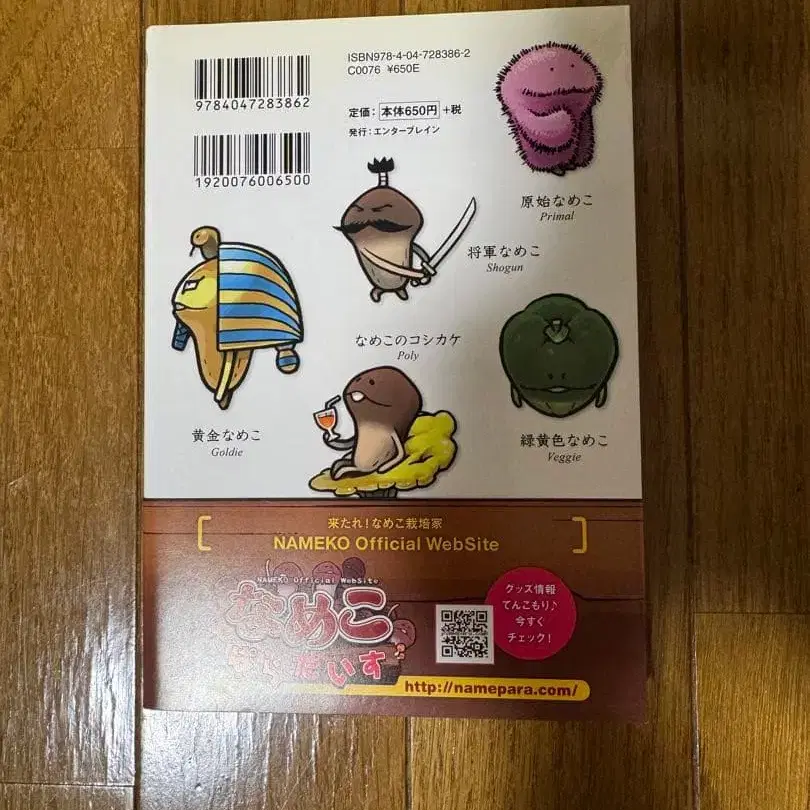 ISBN978-4-04-728386-2
C0076 ¥650E
9784047283862
定価：本体650円＋税
発行：エンターブレイン
1920076006500
原始なめこ
Primal
将軍なめこ
Shogun
なめこのコシカケ
Poly
黄金なめこ
Goldie
緑黄色なめこ
Veggie
来たれ！なめこ栽培家
NAMEKO Official WebSite
NAMEKO Official WebSite
なめこ
ぱらだいす
グッズ情報
てんこもり♪
今すぐ
チェック！
http://namepara.com/